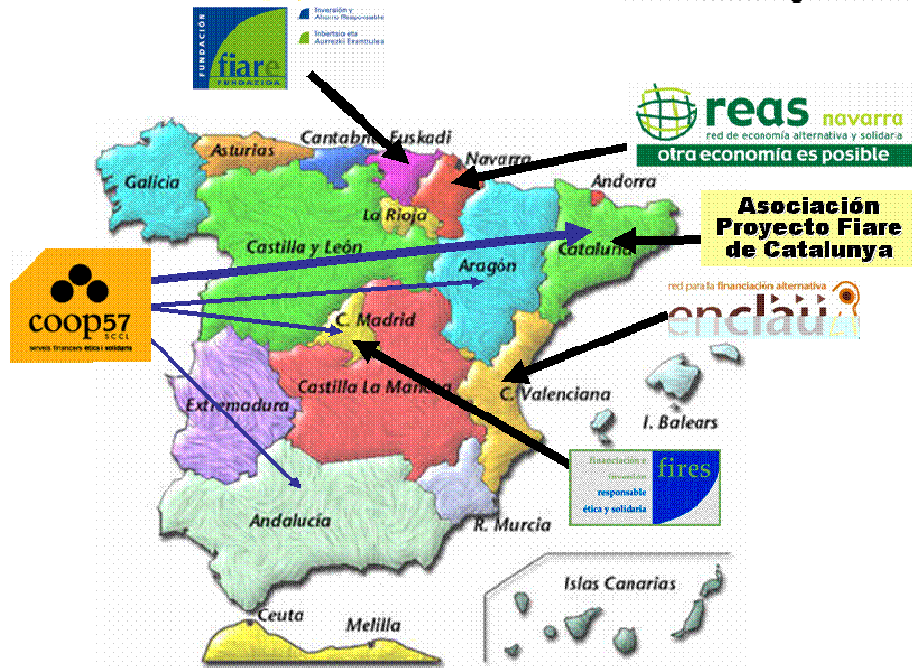 FUNDACIÓN
fiare
FUNDAZIOA
Inversión y
Ahorro Responsable
Inbertsio eta
Aurrezki Erantzulea
reas navarra
red de economía alternativa y solidaria
otra economía es posible
Cantabria
Euskadi
Asturias
Navarra
Galicia
Andorra
La Rioja
Asociación
Proyecto Fiare
de Catalunya
Castilla y León
Cataluña
Aragón
red para la financiación alternativa
enclau
coop57
SCCL
serveis financers ètics i solidaris
C. Madrid
Castilla La Mancha
C. Valenciana
Extremadura
I. Balears
financiación e
inversión
responsable
ética y solidaria
fires
Andalucía
R. Murcia
Islas Canarias
Ceuta
Melilla